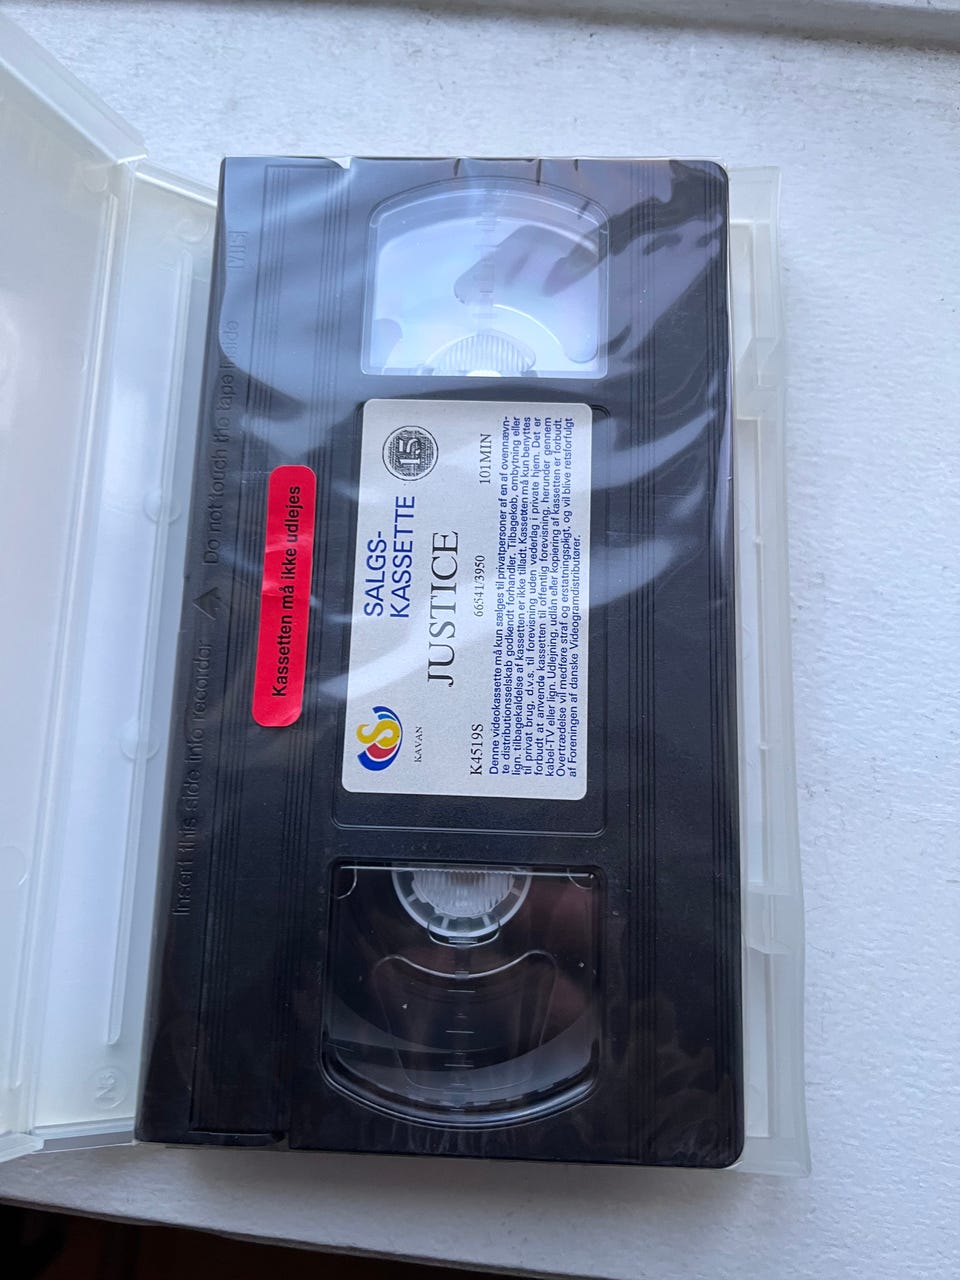 VHS
Insert this side into recorder
Do not touch the tape inside
Kassetten må ikke udlejes
S
KAVAN
SALGS-
KASSETTE
15
JUSTICE
66541/3950
K4519S
101MIN
Denne videokassette må kun sælges til privatpersoner af en af ovennævn-
te distributionsselskab godkendt forhandler. Tilbagekøb, ombytning eller
lign. tilbagekaldelse af kassetten er ikke tilladt. Kassetten må kun benyttes
til privat brug, d.v.s. til forevisning uden vederlag i private hjem. Det er
forbudt at anvende kassetten til offentlig forevisning, herunder gennem
kabel-TV eller lign. Udlejning, udlån eller kopiering af kassetten er forbudt.
Overtrædelse vil medføre straf og erstatningspligt, og vil blive retsforfulgt
af Foreningen af danske Videogramdistributører.